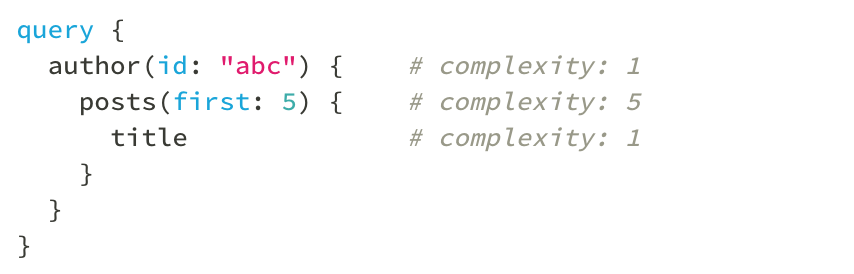 query {
  author(id: "abc") {    # complexity: 1
    posts(first: 5) {    # complexity: 5
      title              # complexity: 1
    }
  }
}